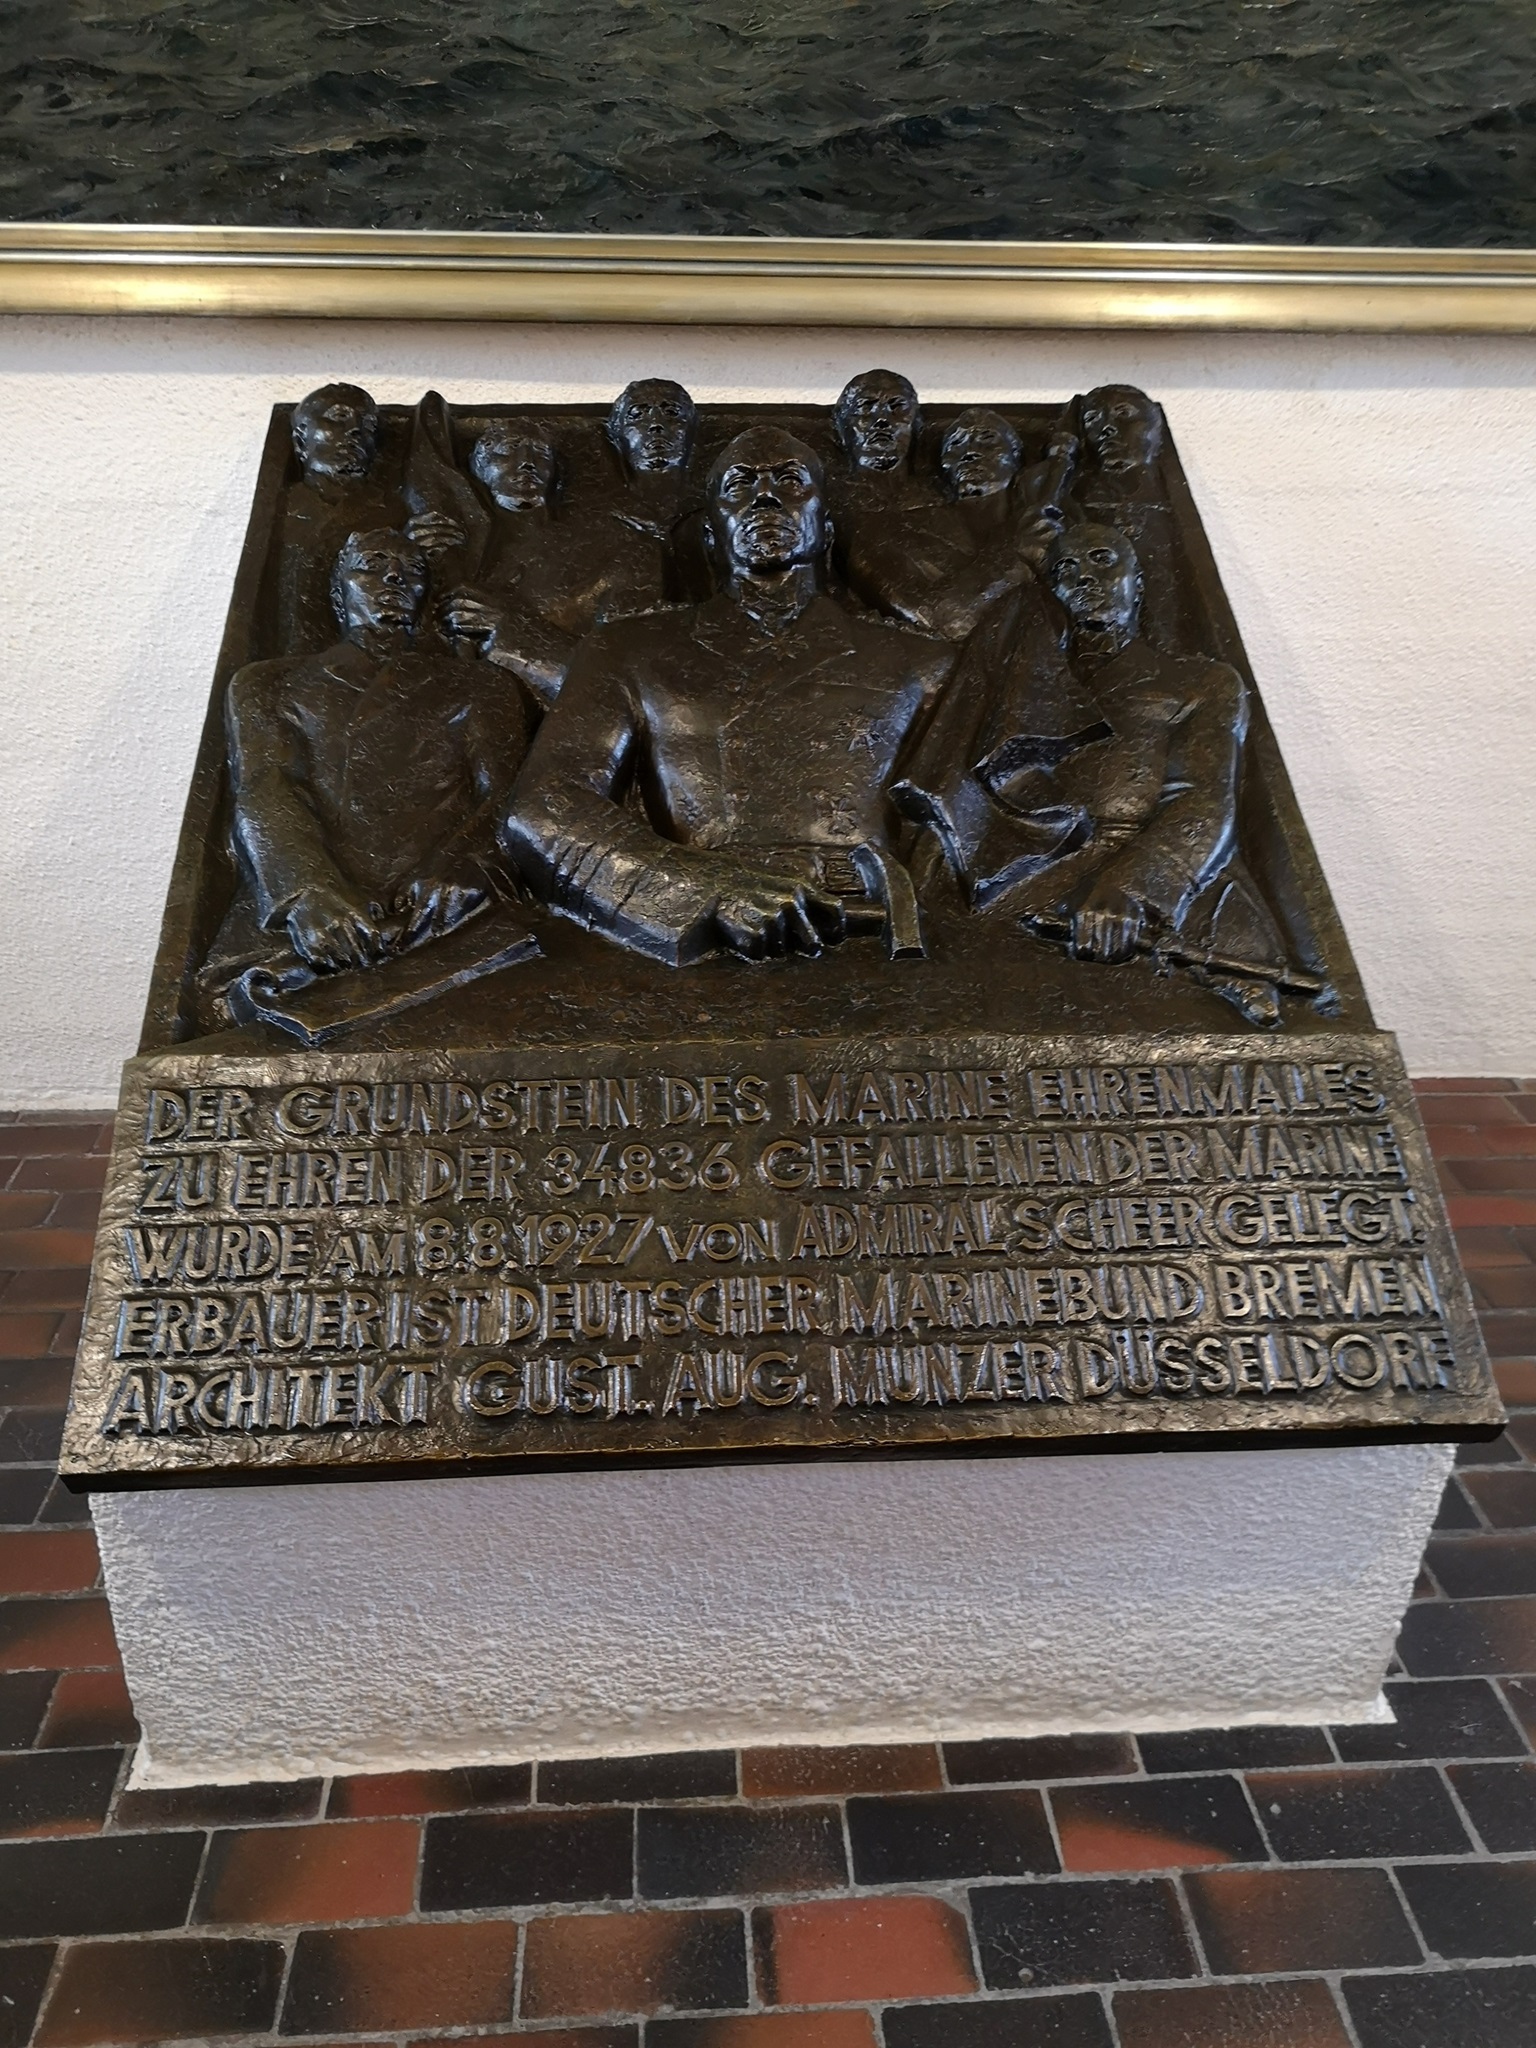 DER GRUNDSTEIN DES MARINE EHRENMALES
ZU EHREN DER 34836 GEFALLENEN DER MARINE
WURDE AM 8.8.1927 VON ADMIRAL SCHEER GELEGT.
ERBAUER IST DEUTSCHER MARINEBUND BREMEN
ARCHITEKT GUST. AUG. MUNZER DÜSSELDORF